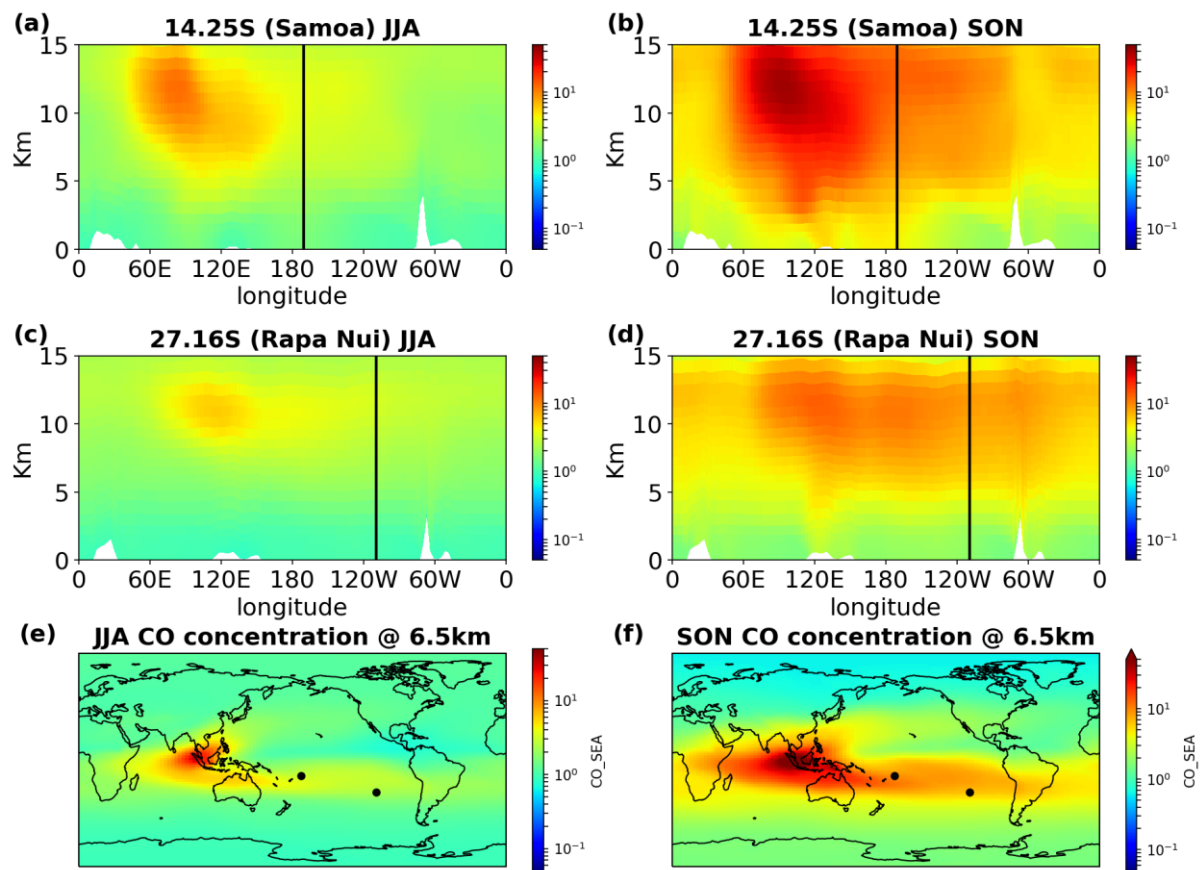 (a) 14.25S (Samoa) JJA
15
10
5
0
Km
0 60E 120E 180 120W 60W 0
longitude
10¹
10⁰
10⁻¹
(b) 14.25S (Samoa) SON
15
10
5
0
Km
0 60E 120E 180 120W 60W 0
longitude
10¹
10⁰
10⁻¹
(c) 27.16S (Rapa Nui) JJA
15
10
5
0
Km
0 60E 120E 180 120W 60W 0
longitude
10¹
10⁰
10⁻¹
(d) 27.16S (Rapa Nui) SON
15
10
5
0
Km
0 60E 120E 180 120W 60W 0
longitude
10¹
10⁰
10⁻¹
(e) JJA CO concentration @ 6.5km
10¹
10⁰
10⁻¹
CO_SEA
(f) SON CO concentration @ 6.5km
10¹
10⁰
10⁻¹
CO_SEA